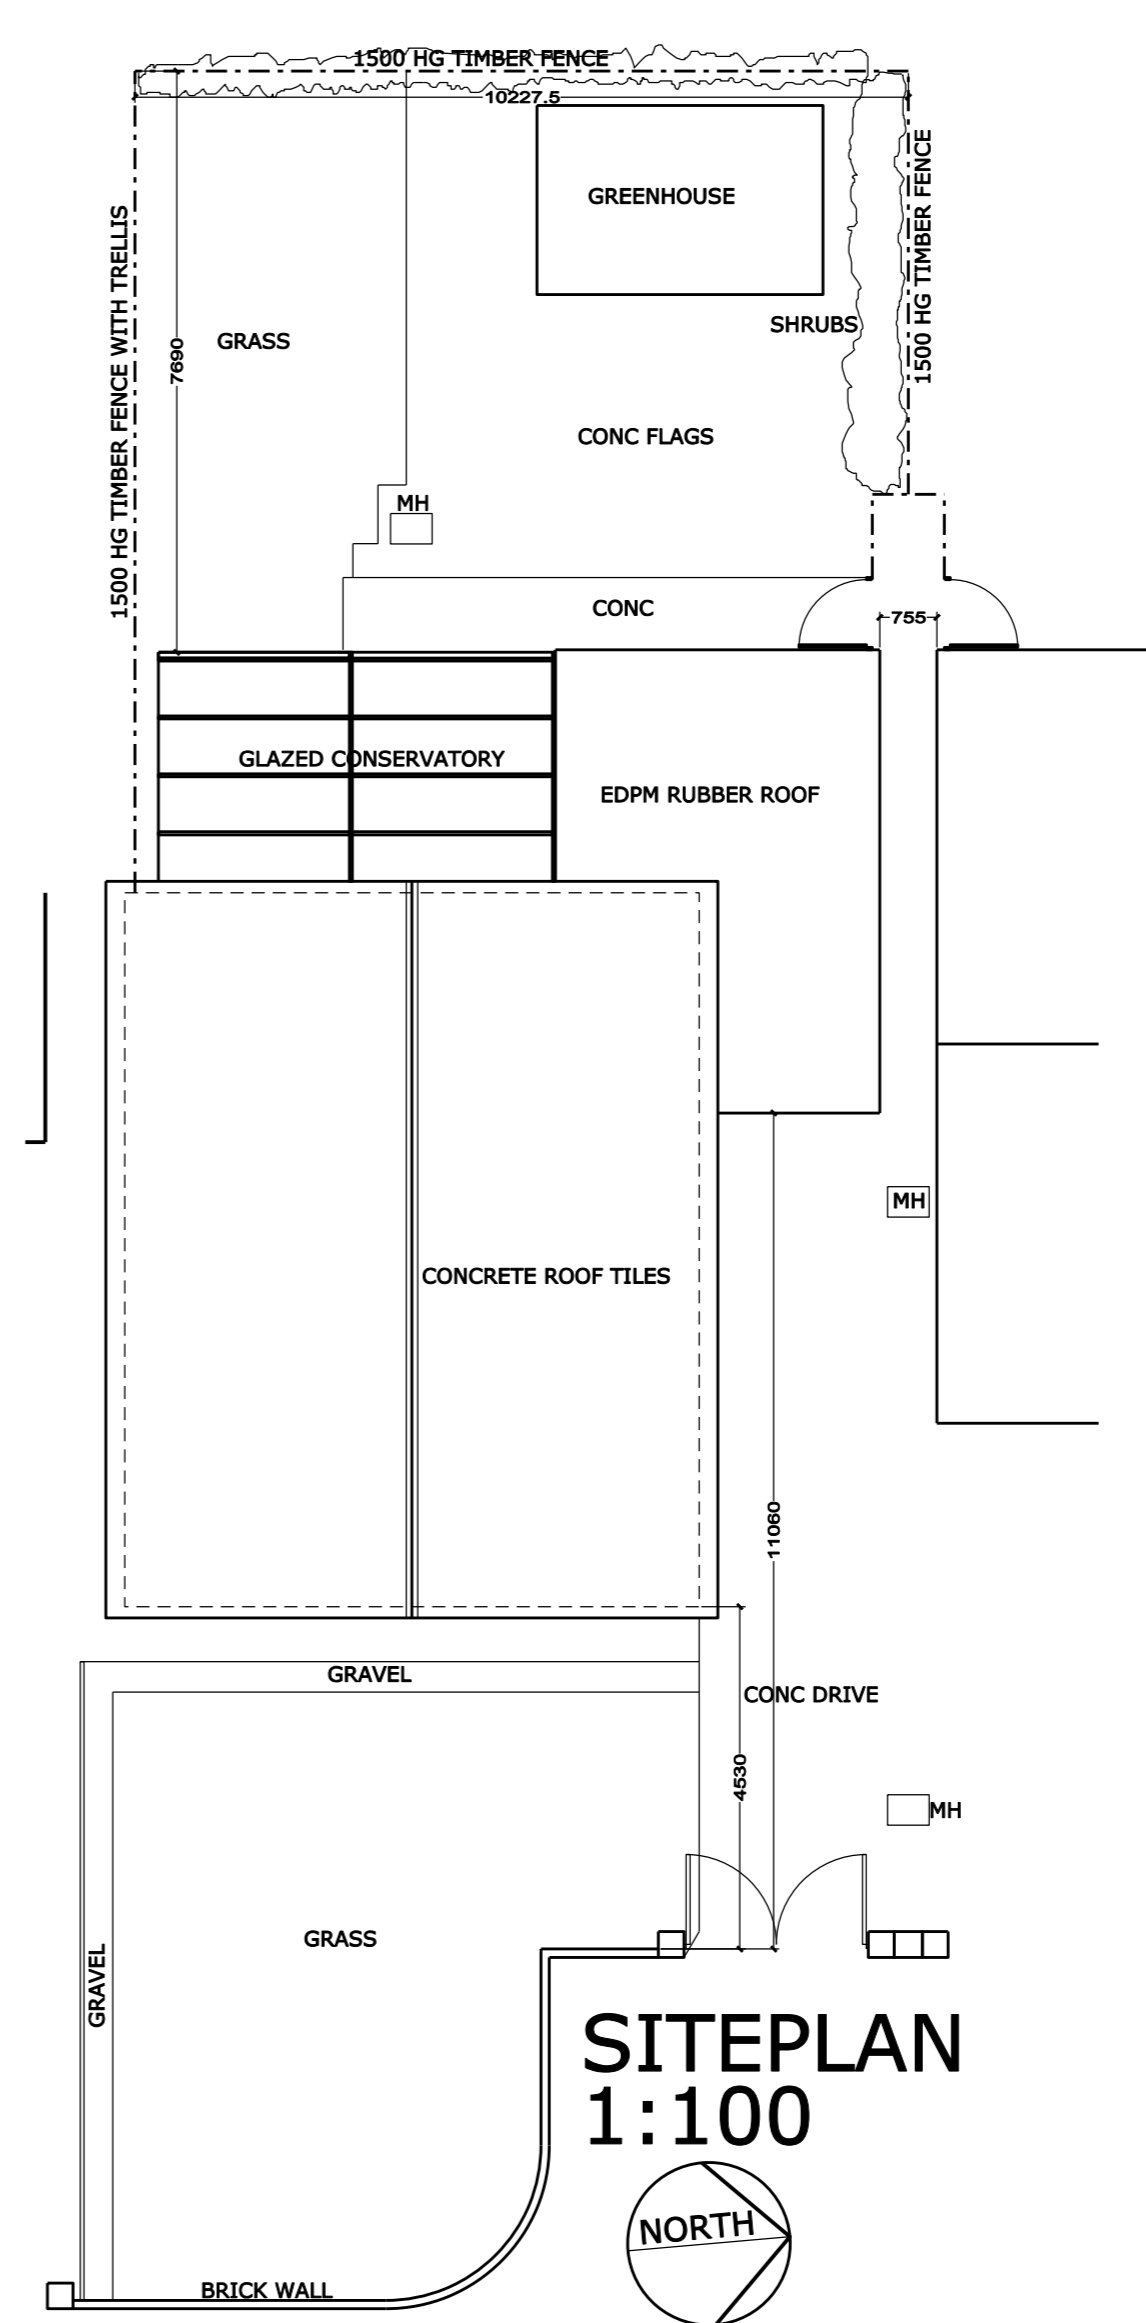 1500 HG TIMBER FENCE
10227.5
1500 HG TIMBER FENCE
GREENHOUSE
1500 HG TIMBER FENCE WITH TRELLIS
SHRUBS
GRASS
7690
CONC FLAGS
MH
CONC
755
GLAZED CONSERVATORY
EDPM RUBBER ROOF
MH
CONCRETE ROOF TILES
11060
GRAVEL
CONC DRIVE
4530
MH
GRASS
GRAVEL
SITEPLAN
1:100
NORTH
BRICK WALL